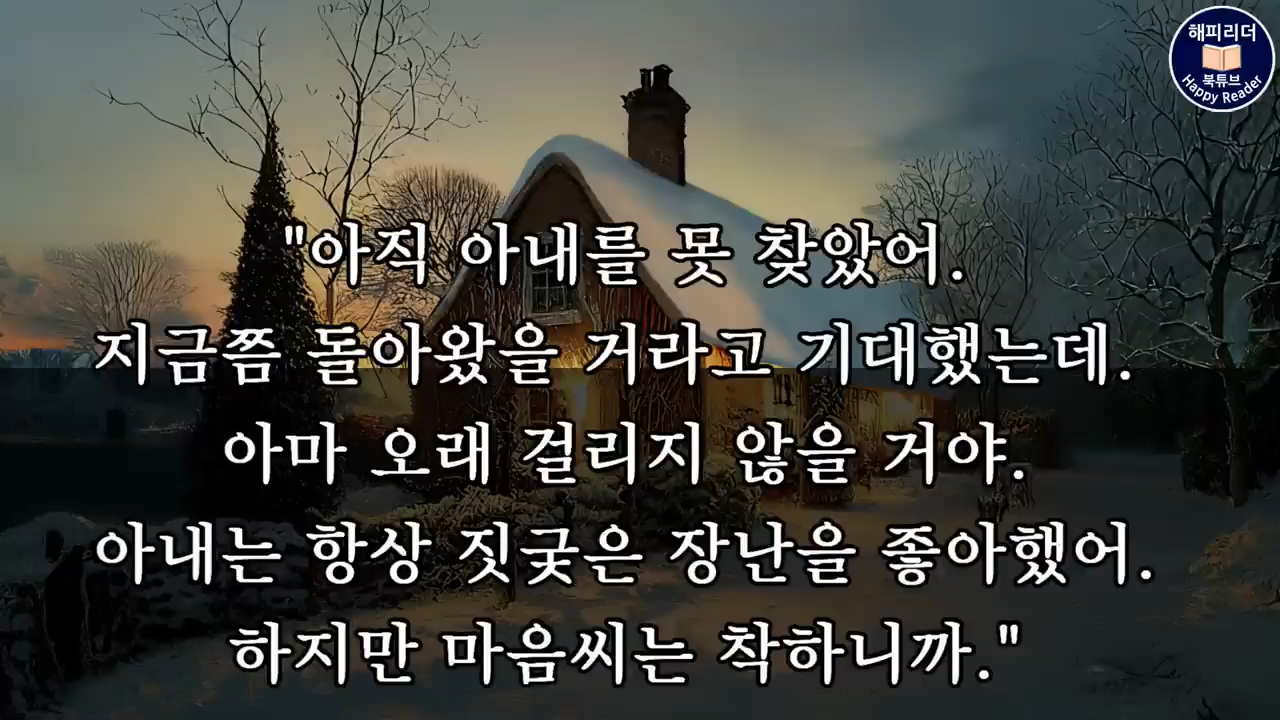 해피리더
북튜브
Happy Reader
"아직 아내를 못 찾았어.
지금쯤 돌아왔을 거라고 기대했는데.
아마 오래 걸리지 않을 거야.
아내는 항상 짓궂은 장난을 좋아했어.
하지만 마음씨는 착하니까."